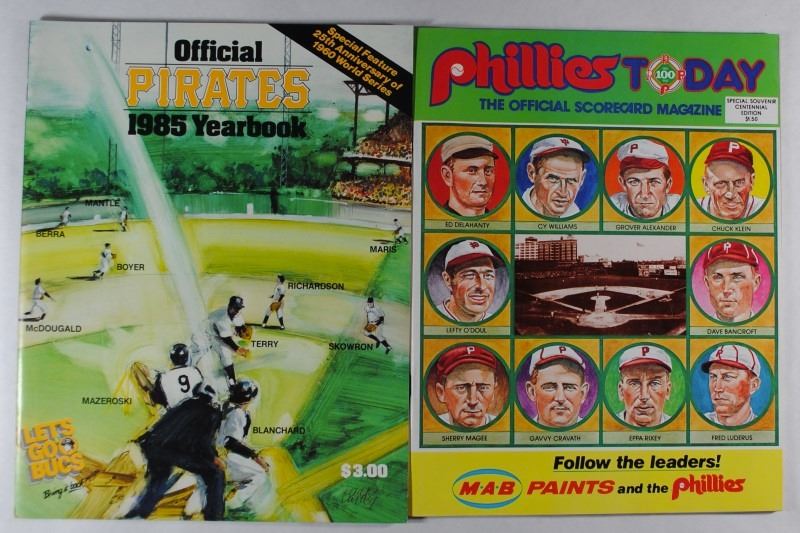 Official
PIRATES
1985 Yearbook
Special Feature
25th Anniversary of
1960 World Series
MANTLE
BERRA
BOYER
MARIS
RICHARDSON
McDOUGALD
TERRY
SKOWRON
9
MAZEROSKI
BLANCHARD
LET'S
GO
BUCS
$3.00
Phillies TODAY
100
THE OFFICIAL SCORECARD MAGAZINE
SPECIAL SOUVENIR
CENTENNIAL
EDITION
$1.50
ED DELAHANTY
CY WILLIAMS
GROVER ALEXANDER
CHUCK KLEIN
LEFTY O'DOUL
DAVE BANCROFT
SHERRY MAGEE
GAVVY CRAVATH
EPPA RIXEY
FRED LUDERUS
Follow the leaders!
M·A·B PAINTS and the Phillies